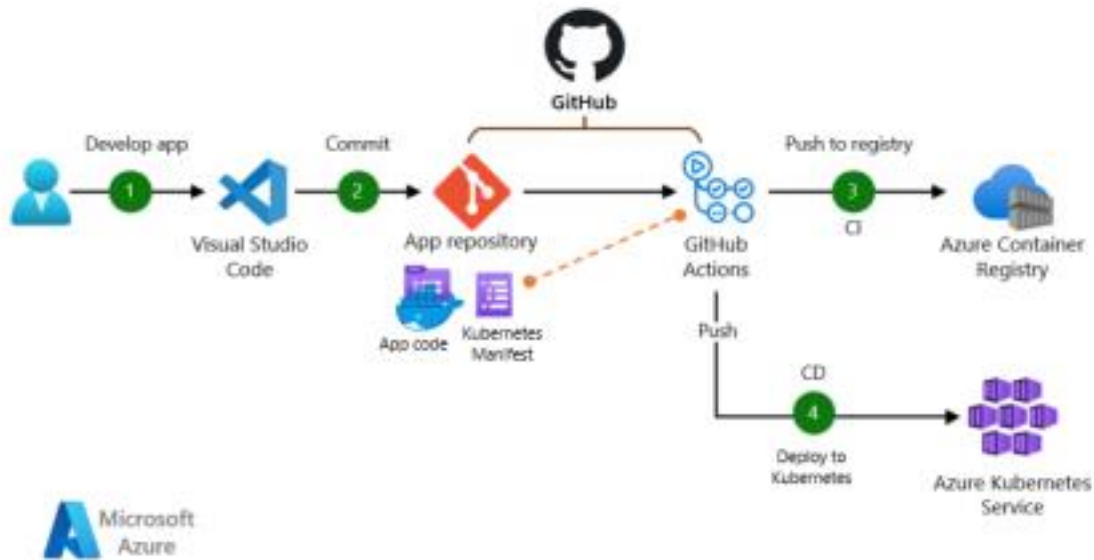 GitHub
Develop app
Commit
Push to registry
1
2
3
CI
Visual Studio
Code
App repository
GitHub
Actions
Azure Container
Registry
App code
Kubernetes
Manifest
Push
CD
4
Deploy to
Kubernetes
Azure Kubernetes
Service
Microsoft
Azure